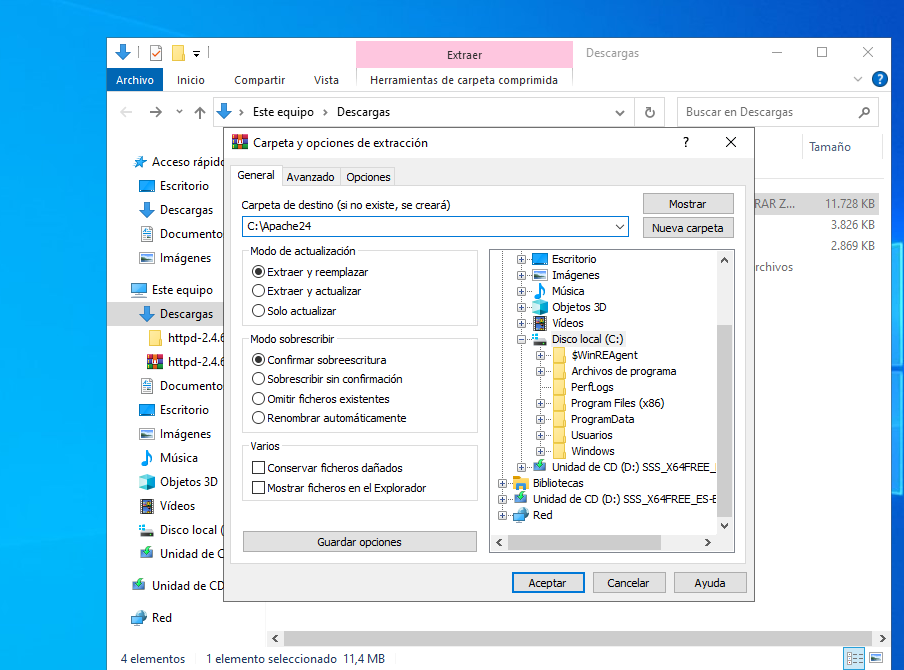 Extraer
Descargas
Archivo
Inicio
Compartir
Vista
Herramientas de carpeta comprimida
?
Este equipo
Descargas
Buscar en Descargas
Carpeta y opciones de extracción
?
Tamaño
Acceso rápido
Escritorio
Descargas
Documento
Imágenes
Este equipo
Descargas
httpd-2.4.6
httpd-2.4.6
Documento
Escritorio
Imágenes
Música
Objetos 3D
Vídeos
Disco local (
Unidad de C
Unidad de CD
Red
General
Avanzado
Opciones
Carpeta de destino (si no existe, se creará)
C:\Apache24
Mostrar
Nueva carpeta
Modo de actualización
Extraer y reemplazar
Extraer y actualizar
Solo actualizar
Modo sobrescribir
Confirmar sobreescritura
Sobrescribir sin confirmación
Omitir ficheros existentes
Renombrar automáticamente
Varios
Conservar ficheros dañados
Mostrar ficheros en el Explorador
Guardar opciones
Escritorio
Imágenes
Música
Objetos 3D
Vídeos
Disco local (C:)
$WinREAgent
Archivos de programa
PerfLogs
Program Files (x86)
ProgramData
Usuarios
Windows
Unidad de CD (D:) SSS_X64FREE_
Bibliotecas
Unidad de CD (D:) SSS_X64FREE_ES-E
Red
Aceptar
Cancelar
Ayuda
RAR Z... 11.728 KB
3.826 KB
2.869 KB
rchivos
4 elementos
1 elemento seleccionado 11,4 MB